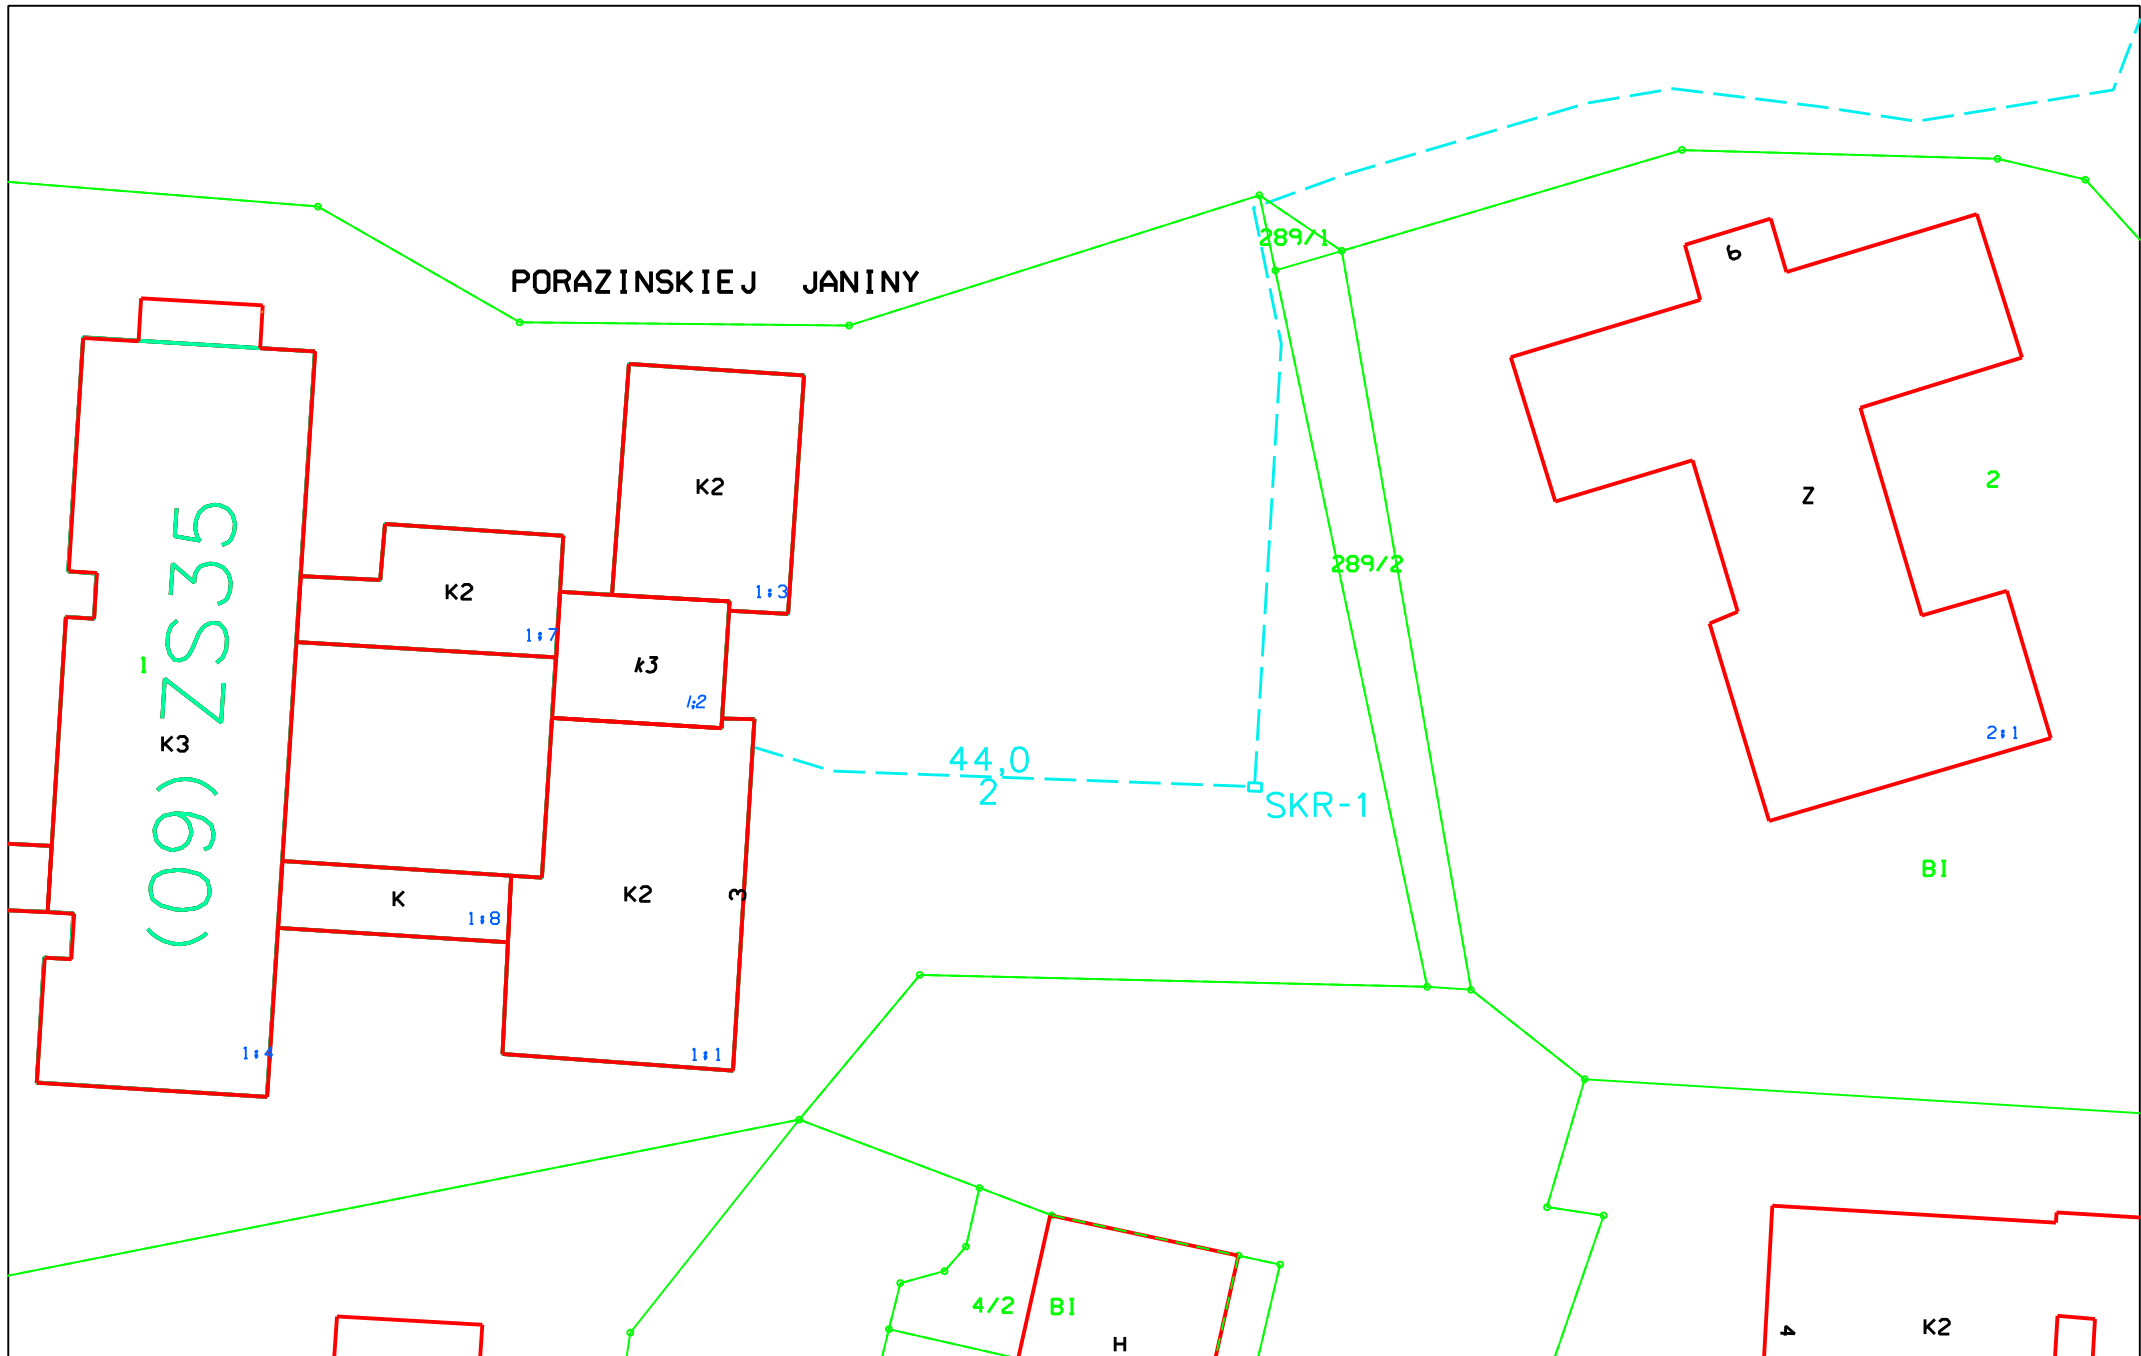 289/1
6
PORAZINSKIEJ JANINY
K2
2
Z
(09) ZS35
289/2
K2
1:3
1:7
k3
1
1:2
K3
2:1
44,0
2
SKR-1
BI
K2
3
K
1:8
1:4
1:1
4/2
BI
H
4
K2